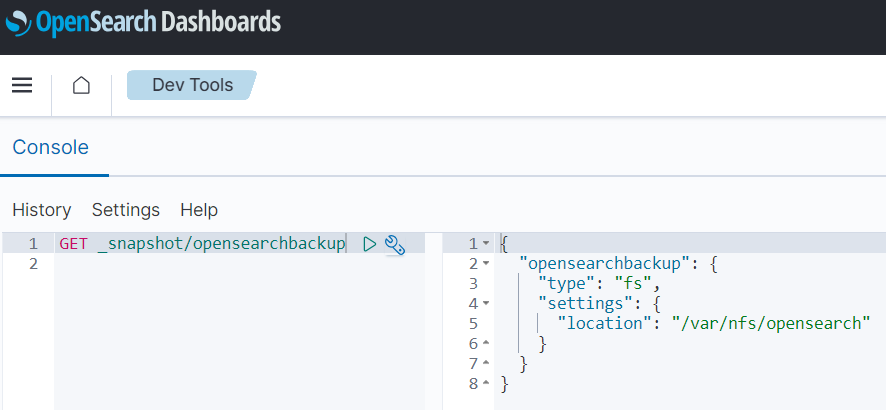 OpenSearch Dashboards
Dev Tools
Console
History Settings Help
1 GET _snapshot/opensearchbackup
2
1 {
2 "opensearchbackup": {
3 "type": "fs",
4 "settings": {
5 "location": "/var/nfs/opensearch"
6 }
7 }
8 }